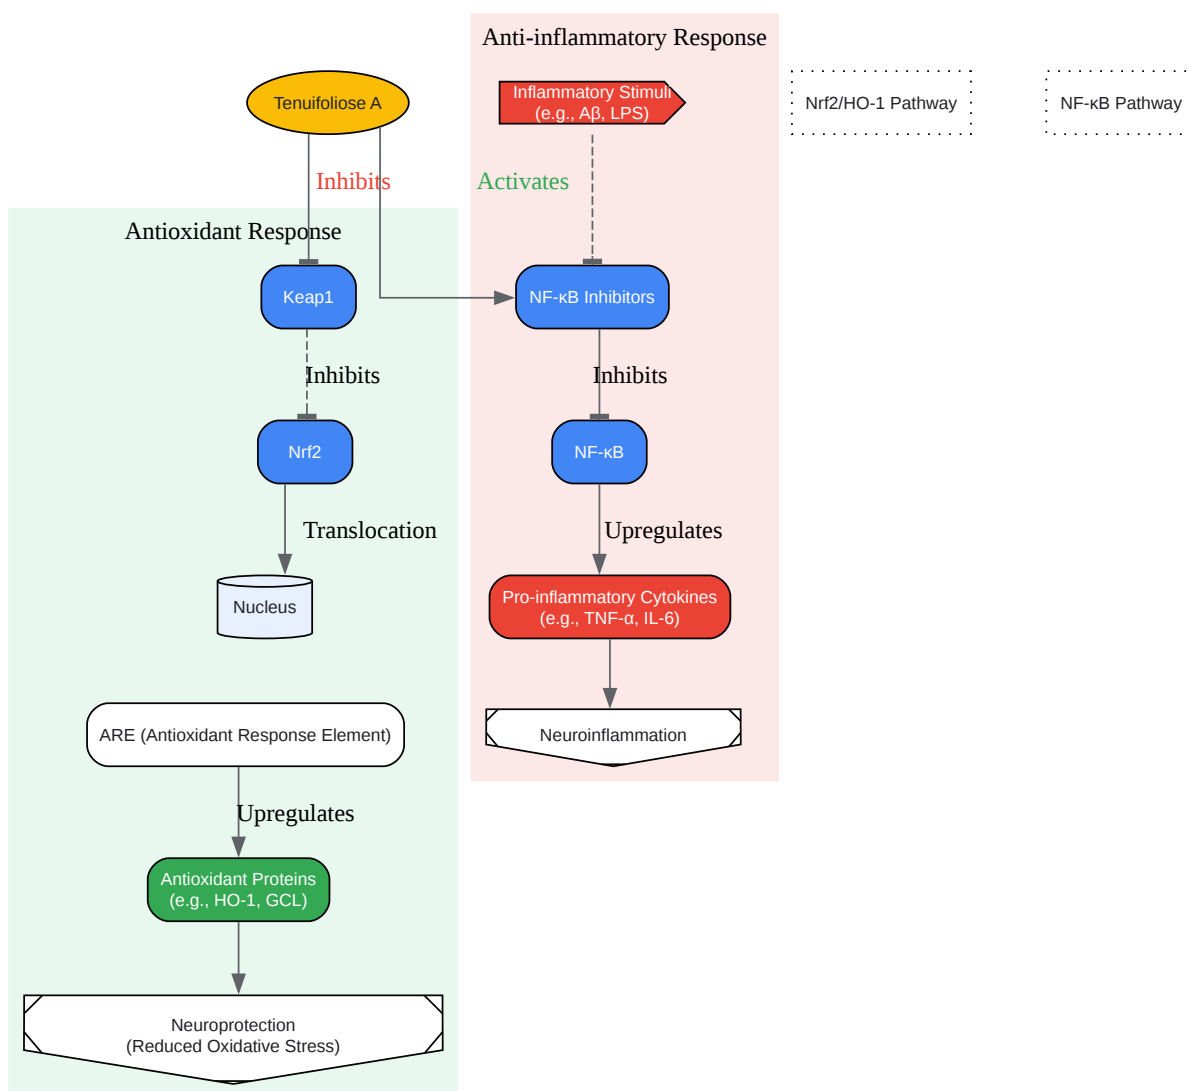 Anti-inflammatory Response
Tenuifoliose A
Inflammatory Stimuli
(e.g., Aβ, LPS)
Nrf2/HO-1 Pathway
NF-κB Pathway
Inhibits
Activates
Antioxidant Response
Keap1
NF-κB Inhibitors
Inhibits
Inhibits
Nrf2
NF-κB
Translocation
Upregulates
Nucleus
Pro-inflammatory Cytokines
(e.g., TNF-α, IL-6)
ARE (Antioxidant Response Element)
Neuroinflammation
Upregulates
Antioxidant Proteins
(e.g., HO-1, GCL)
Neuroprotection
(Reduced Oxidative Stress)